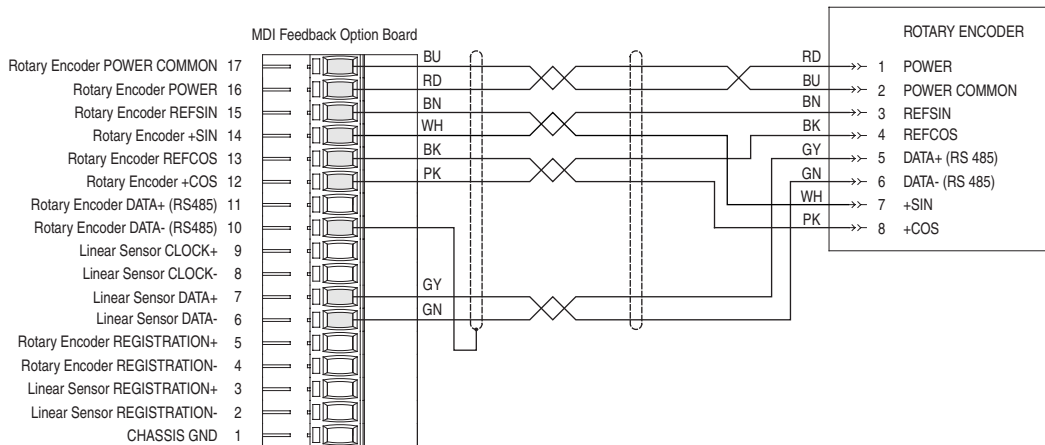 MDI Feedback Option Board
Rotary Encoder POWER COMMON 17
Rotary Encoder POWER 16
Rotary Encoder REFSIN 15
Rotary Encoder +SIN 14
Rotary Encoder REFCOS 13
Rotary Encoder +COS 12
Rotary Encoder DATA+ (RS485) 11
Rotary Encoder DATA- (RS485) 10
Linear Sensor CLOCK+ 9
Linear Sensor CLOCK- 8
Linear Sensor DATA+ 7
Linear Sensor DATA- 6
Rotary Encoder REGISTRATION+ 5
Rotary Encoder REGISTRATION- 4
Linear Sensor REGISTRATION+ 3
Linear Sensor REGISTRATION- 2
CHASSIS GND 1
BU
RD
BN
WH
BK
PK
GY
GN
ROTARY ENCODER
RD 1 POWER
BU 2 POWER COMMON
BN 3 REFSIN
BK 4 REFCOS
GY 5 DATA+ (RS 485)
GN 6 DATA- (RS 485)
WH 7 +SIN
PK 8 +COS